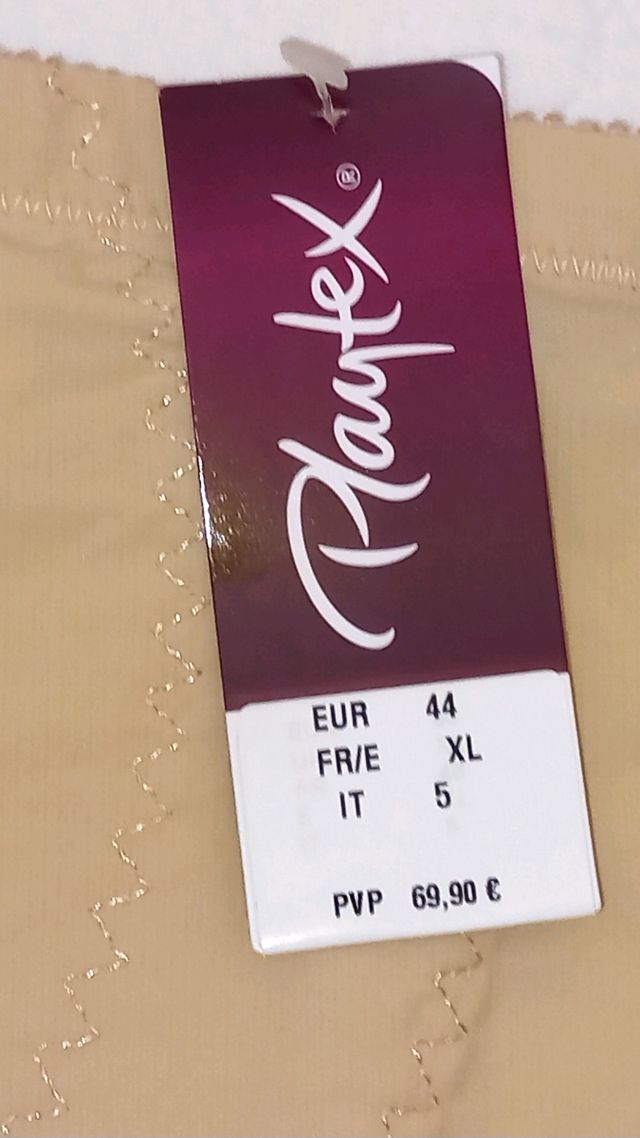 Playtex®
EUR 44
FR/E XL
IT 5
PVP 69,90 €